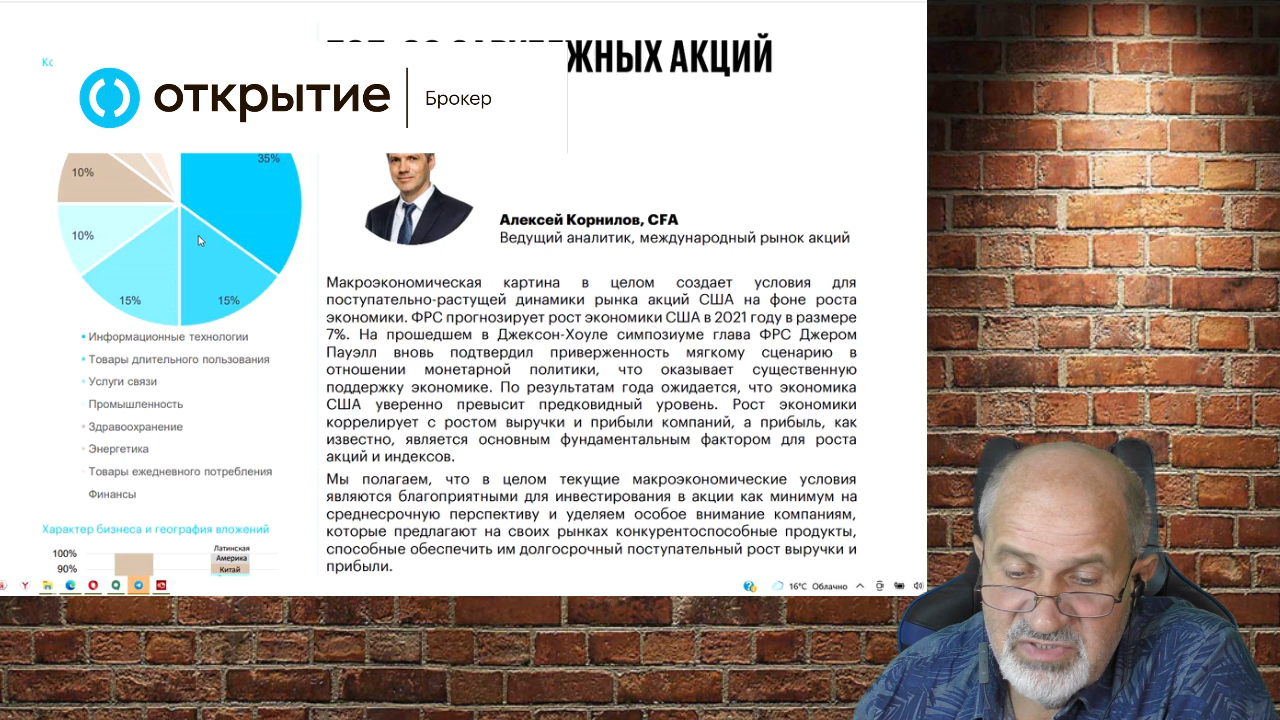 ЖНЫХ АКЦИЙ
открытие
Брокер
35%
10%
10%
15%
15%
Информационные технологии
Товары длительного пользования
Услуги связи
Промышленность
Здравоохранение
Энергетика
Товары ежедневного потребления
Финансы
Характер бизнеса и география вложений
100%
90%
Латинская
Америка
Китай
Алексей Корнилов, CFA
Ведущий аналитик, международный рынок акций
Макроэкономическая картина в целом создает условия для
поступательно-растущей динамики рынка акций США на фоне роста
экономики. ФРС прогнозирует рост экономики США в 2021 году в размере
7%. На прошедшем в Джексон-Хоуле симпозиуме глава ФРС Джером
Пауэлл вновь подтвердил приверженность мягкому сценарию в
отношении монетарной политики, что оказывает существенную
поддержку экономике. По результатам года ожидается, что экономика
США уверенно превысит предковидный уровень. Рост экономики
коррелирует с ростом выручки и прибыли компаний, а прибыль, как
известно, является основным фундаментальным фактором для роста
акций и индексов.
Мы полагаем, что в целом текущие макроэкономические условия
являются благоприятными для инвестирования в акции как минимум на
среднесрочную перспективу и уделяем особое внимание компаниям,
которые предлагают на своих рынках конкурентоспособные продукты,
способные обеспечить им долгосрочный поступательный рост выручки и
прибыли.
16°C Облачно